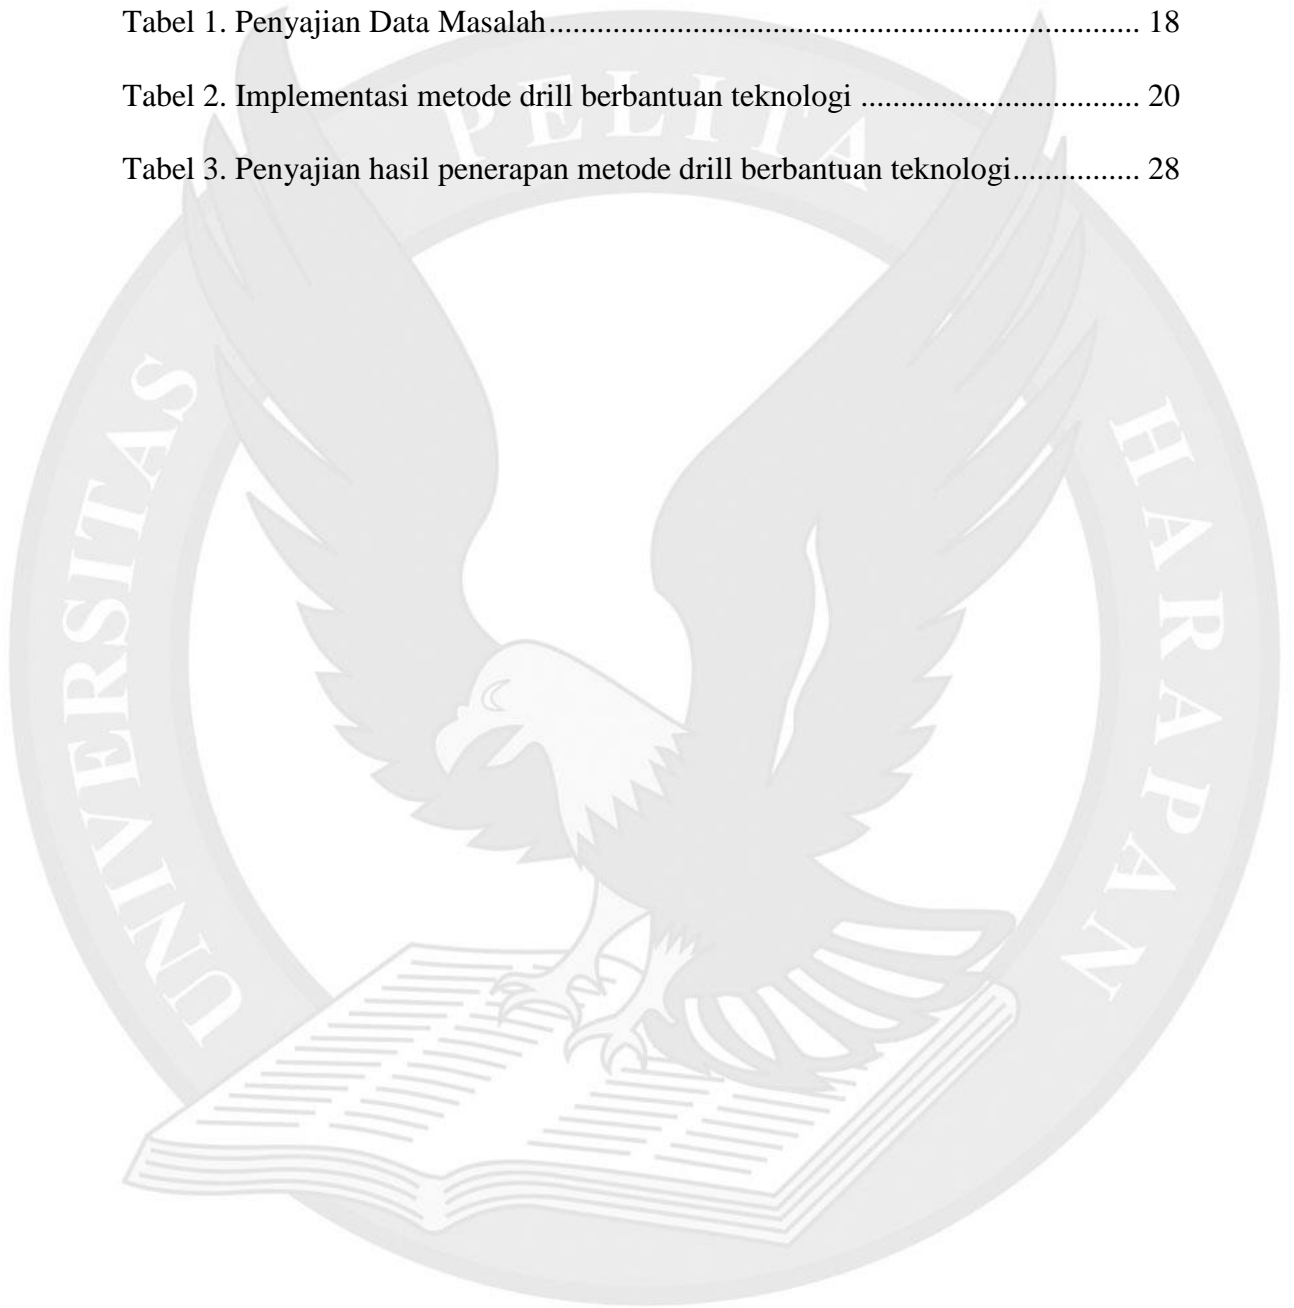 Tabel 1. Penyajian Data Masalah.......................................................................... 18
Tabel 2. Implementasi metode drill berbantuan teknologi ................................... 20
Tabel 3. Penyajian hasil penerapan metode drill berbantuan teknologi................ 28
UNIVERSITAS PELITA HARAPAN